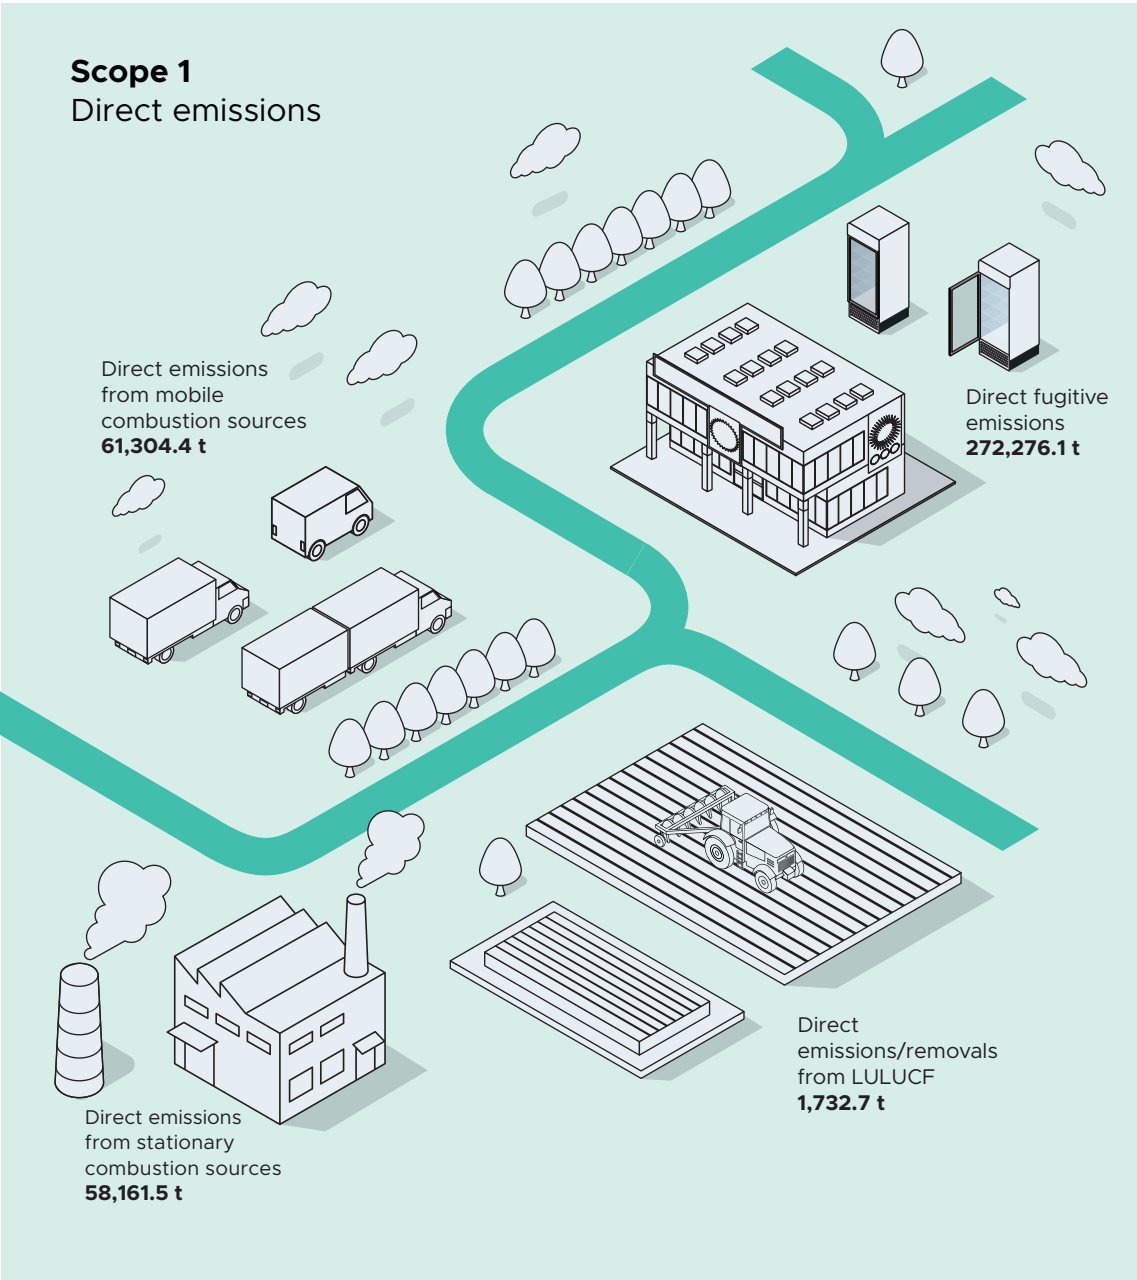 Scope 1
Direct emissions
Direct emissions
from mobile
combustion sources
61,304.4 t
Direct fugitive
emissions
272,276.1 t
Direct
emissions/removals
from LULUCF
1,732.7 t
Direct emissions
from stationary
combustion sources
58,161.5 t